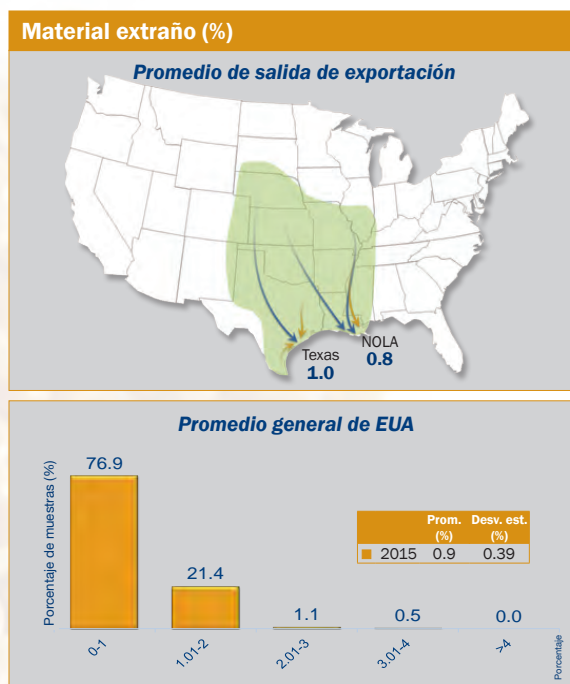 Material extraño (%)
Promedio de salida de exportación
Texas
1.0
NOLA
0.8
Promedio general de EUA
Porcentaje de muestras (%)
76.9
21.4
1.1
0.5
0.0
Prom. Desv. est.
(%) (%)
2015 0.9 0.39
0-1
1.01-2
2.01-3
3.01-4
>4
Porcentaje